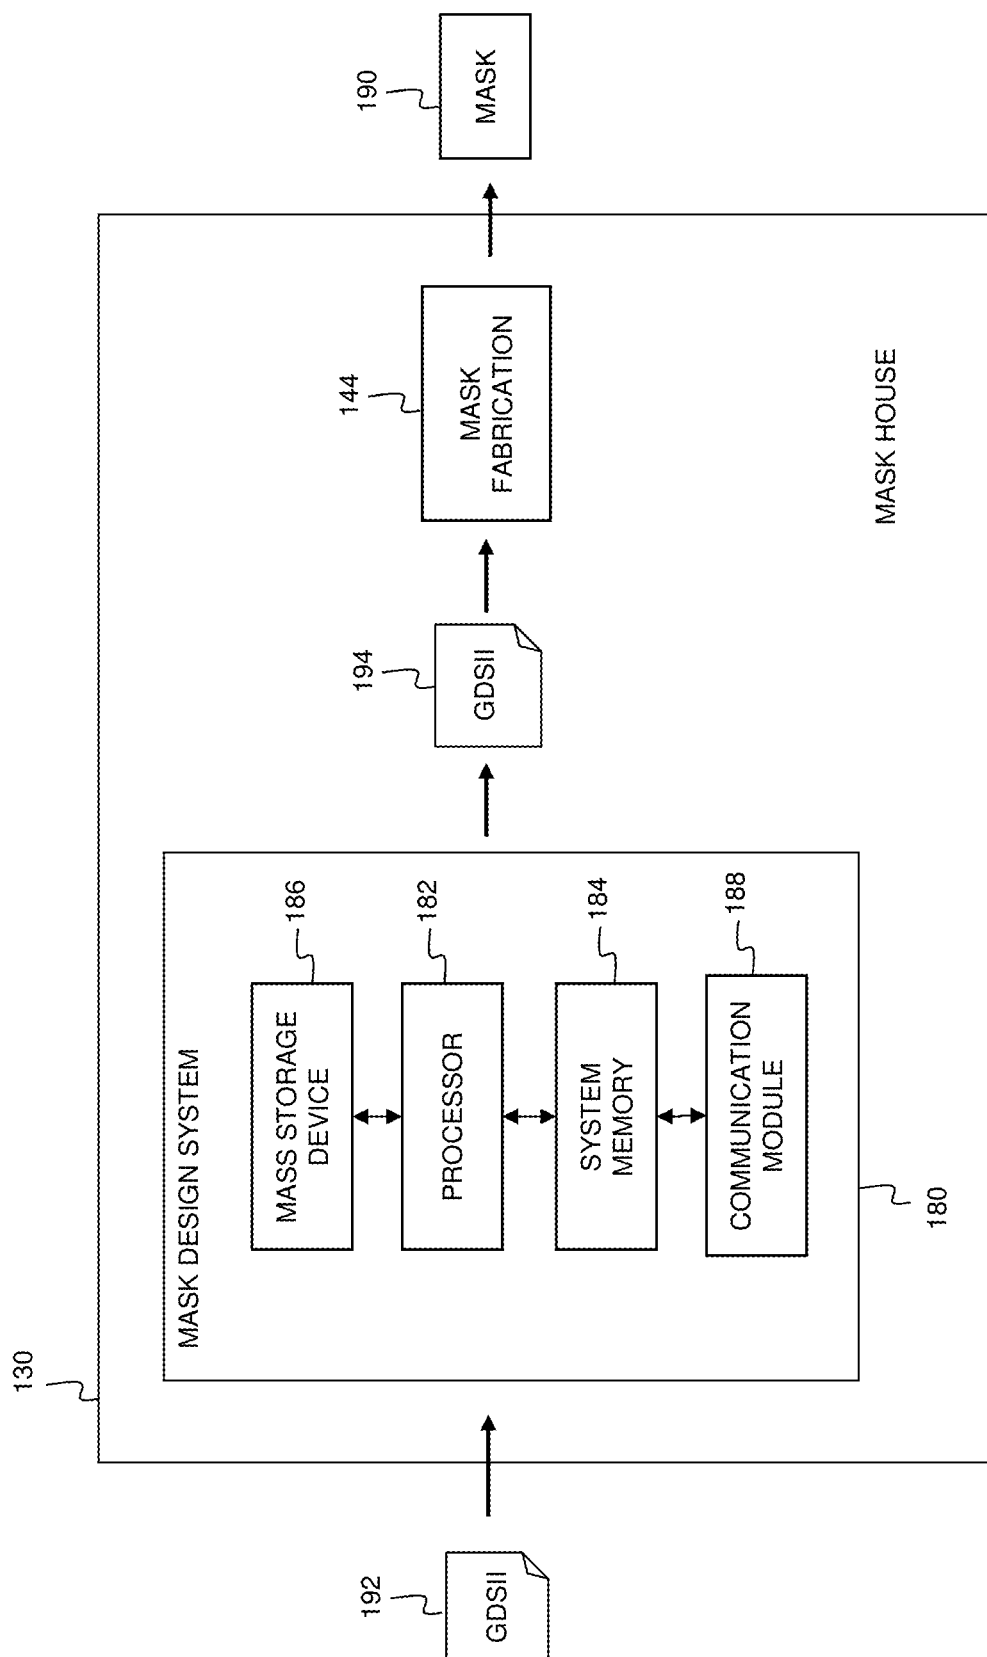 130
MASK DESIGN SYSTEM
MASS STORAGE
DEVICE
186
PROCESSOR
182
SYSTEM
MEMORY
184
COMMUNICATION
MODULE
188
180
192
GDSII
194
GDSII
144
MASK
FABRICATION
190
MASK
MASK HOUSE